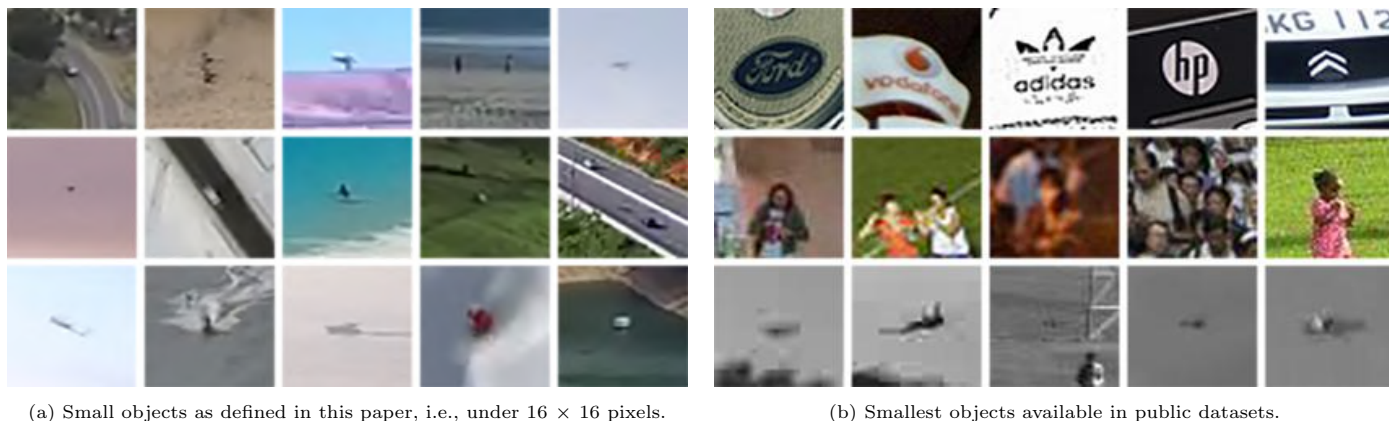 Ford
vodafone
adidas
hp
KG 112
(a) Small objects as defined in this paper, i.e., under 16 × 16 pixels.
(b) Smallest objects available in public datasets.